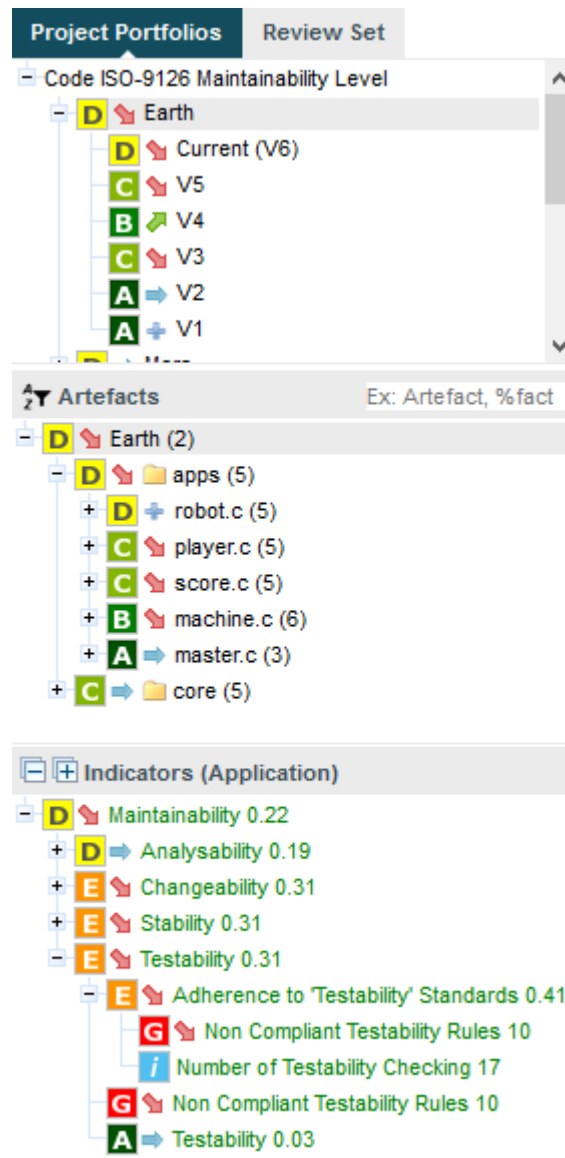 Project Portfolios Review Set
Code ISO-9126 Maintainability Level
D Earth
D Current (V6)
C V5
B V4
C V3
A V2
A V1
A Z Artefacts Ex: Artefact, %fact
D Earth (2)
D apps (5)
D robot.c (5)
C player.c (5)
C score.c (5)
B machine.c (6)
A master.c (3)
C core (5)
Indicators (Application)
D Maintainability 0.22
D Analysability 0.19
E Changeability 0.31
E Stability 0.31
E Testability 0.31
E Adherence to 'Testability' Standards 0.41
G Non Compliant Testability Rules 10
i Number of Testability Checking 17
G Non Compliant Testability Rules 10
A Testability 0.03